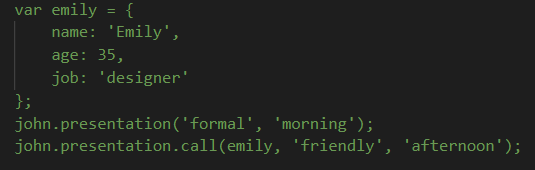 var emily = {
    name: 'Emily',
    age: 35,
    job: 'designer'
};
john.presentation('formal', 'morning');
john.presentation.call(emily, 'friendly', 'afternoon');